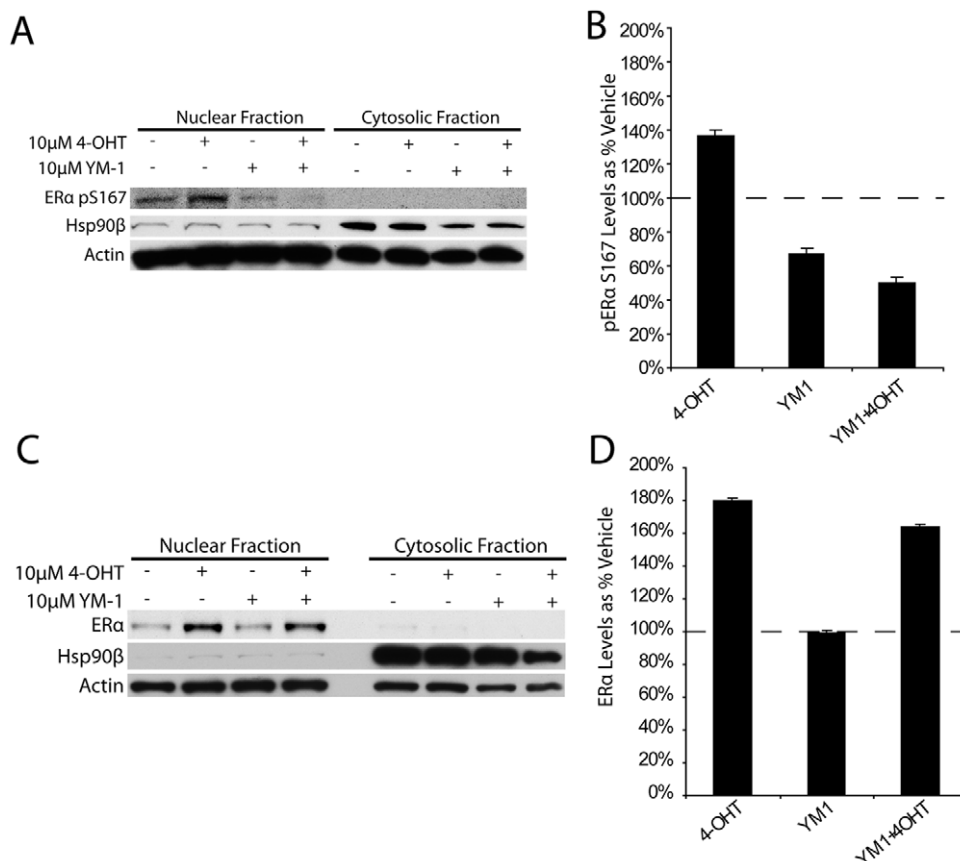 A
Nuclear Fraction Cytosolic Fraction
10µM 4-OHT - + - + - + - +
10µM YM-1 - - + + - - + +
ERα pS167
Hsp90β
Actin
B
pERα S167 Levels as % Vehicle
200%
180%
160%
140%
120%
100%
80%
60%
40%
20%
0%
4-OHT YM1 YM1+4OHT
C
Nuclear Fraction Cytosolic Fraction
10µM 4-OHT - + - + - + - +
10µM YM-1 - - + + - - + +
ERα
Hsp90β
Actin
D
ERα Levels as % Vehicle
200%
180%
160%
140%
120%
100%
80%
60%
40%
20%
0%
4-OHT YM1 YM1+4OHT